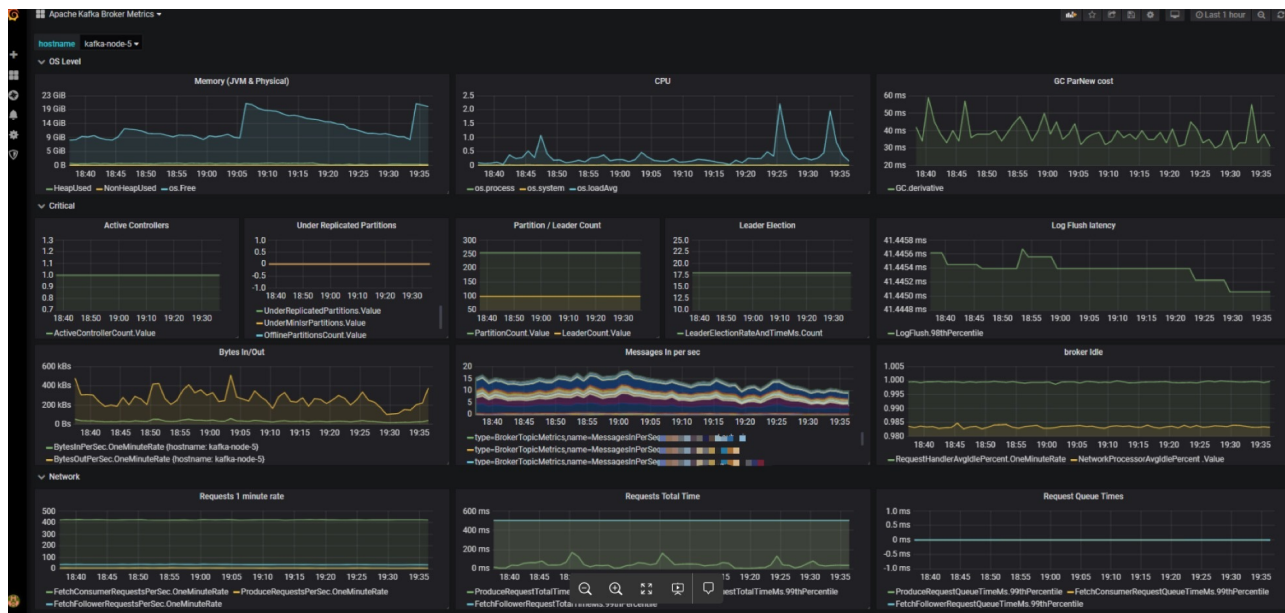 Apache Kafka Broker Metrics
Last 1 hour
hostname kafka-node-5
OS Level
Memory (JVM & Physical)
23 GiB
19 GiB
14 GiB
9 GiB
5 GiB
0 B
18:40 18:45 18:50 18:55 19:00 19:05 19:10 19:15 19:20 19:25 19:30 19:35
HeapUsed NonHeapUsed os.Free
CPU
2.5
2.0
1.5
1.0
0.5
0
18:40 18:45 18:50 18:55 19:00 19:05 19:10 19:15 19:20 19:25 19:30 19:35
os.process os.system os.loadAvg
GC ParNew cost
60 ms
50 ms
40 ms
30 ms
20 ms
18:40 18:45 18:50 18:55 19:00 19:05 19:10 19:15 19:20 19:25 19:30 19:35
GC.derivative
Critical
Active Controllers
1.3
1.2
1.1
1.0
0.9
0.8
0.7
18:40 18:50 19:00 19:10 19:20 19:30
ActiveControllerCount.Value
Under Replicated Partitions
1.0
0.5
0
-0.5
-1.0
18:40 18:50 19:00 19:10 19:20 19:30
UnderReplicatedPartitions.Value
UnderMinIsrPartitions.Value
OfflinePartitionsCount.Value
Partition / Leader Count
300
250
200
150
100
50
18:40 18:50 19:00 19:10 19:20 19:30
PartitionCount.Value LeaderCount.Value
Leader Election
25.0
22.5
20.0
17.5
15.0
12.5
10.0
18:40 18:50 19:00 19:10 19:20 19:30
LeaderElectionRateAndTimeMs.Count
Log Flush latency
41.4458 ms
41.4456 ms
41.4454 ms
41.4452 ms
41.4450 ms
41.4448 ms
18:40 18:45 18:50 18:55 19:00 19:05 19:10 19:15 19:20 19:25 19:30 19:35
LogFlush.98thPercentile
Bytes In/Out
600 kBs
400 kBs
200 kBs
0 Bs
18:40 18:45 18:50 18:55 19:00 19:05 19:10 19:15 19:20 19:25 19:30 19:35
BytesInPerSec.OneMinuteRate (hostname: kafka-node-5)
BytesOutPerSec.OneMinuteRate (hostname: kafka-node-5)
Messages In per sec
20
15
10
5
0
18:40 18:45 18:50 18:55 19:00 19:05 19:10 19:15 19:20 19:25 19:30 19:35
type=BrokerTopicMetrics,name=MessagesInPerSec
type=BrokerTopicMetrics,name=MessagesInPerSec
type=BrokerTopicMetrics,name=MessagesInPerSec
broker Idle
1.005
1.000
0.995
0.990
0.985
0.980
18:40 18:45 18:50 18:55 19:00 19:05 19:10 19:15 19:20 19:25 19:30 19:35
RequestHandlerAvgIdlePercent.OneMinuteRate NetworkProcessorAvgIdlePercent .Value
Network
Requests 1 minute rate
500
400
300
200
100
0
18:40 18:45 18:50 18:55 19:00 19:05 19:10 19:15 19:20 19:25 19:30 19:35
FetchConsumerRequestsPerSec.OneMinuteRate ProduceRequestsPerSec.OneMinuteRate
FetchFollowerRequestsPerSec.OneMinuteRate
Requests Total Time
600 ms
400 ms
200 ms
0 ms
18:40 18:45 19:10 19:15 19:20 19:25 19:30 19:35
ProduceRequestTotalTime estTotalTimeMs.99thPercentile
FetchFollowerRequestTotalTimeMs.99thPercentile
Request Queue Times
1.0 ms
0.5 ms
0 ms
-0.5 ms
-1.0 ms
18:40 18:45 18:50 18:55 19:00 19:05 19:10 19:15 19:20 19:25 19:30 19:35
ProduceRequestQueueTimeMs.99thPercentile FetchConsumerRequestQueueTimeMs.99thPercentile
FetchFollowerRequestQueueTimeMs.99thPercentile